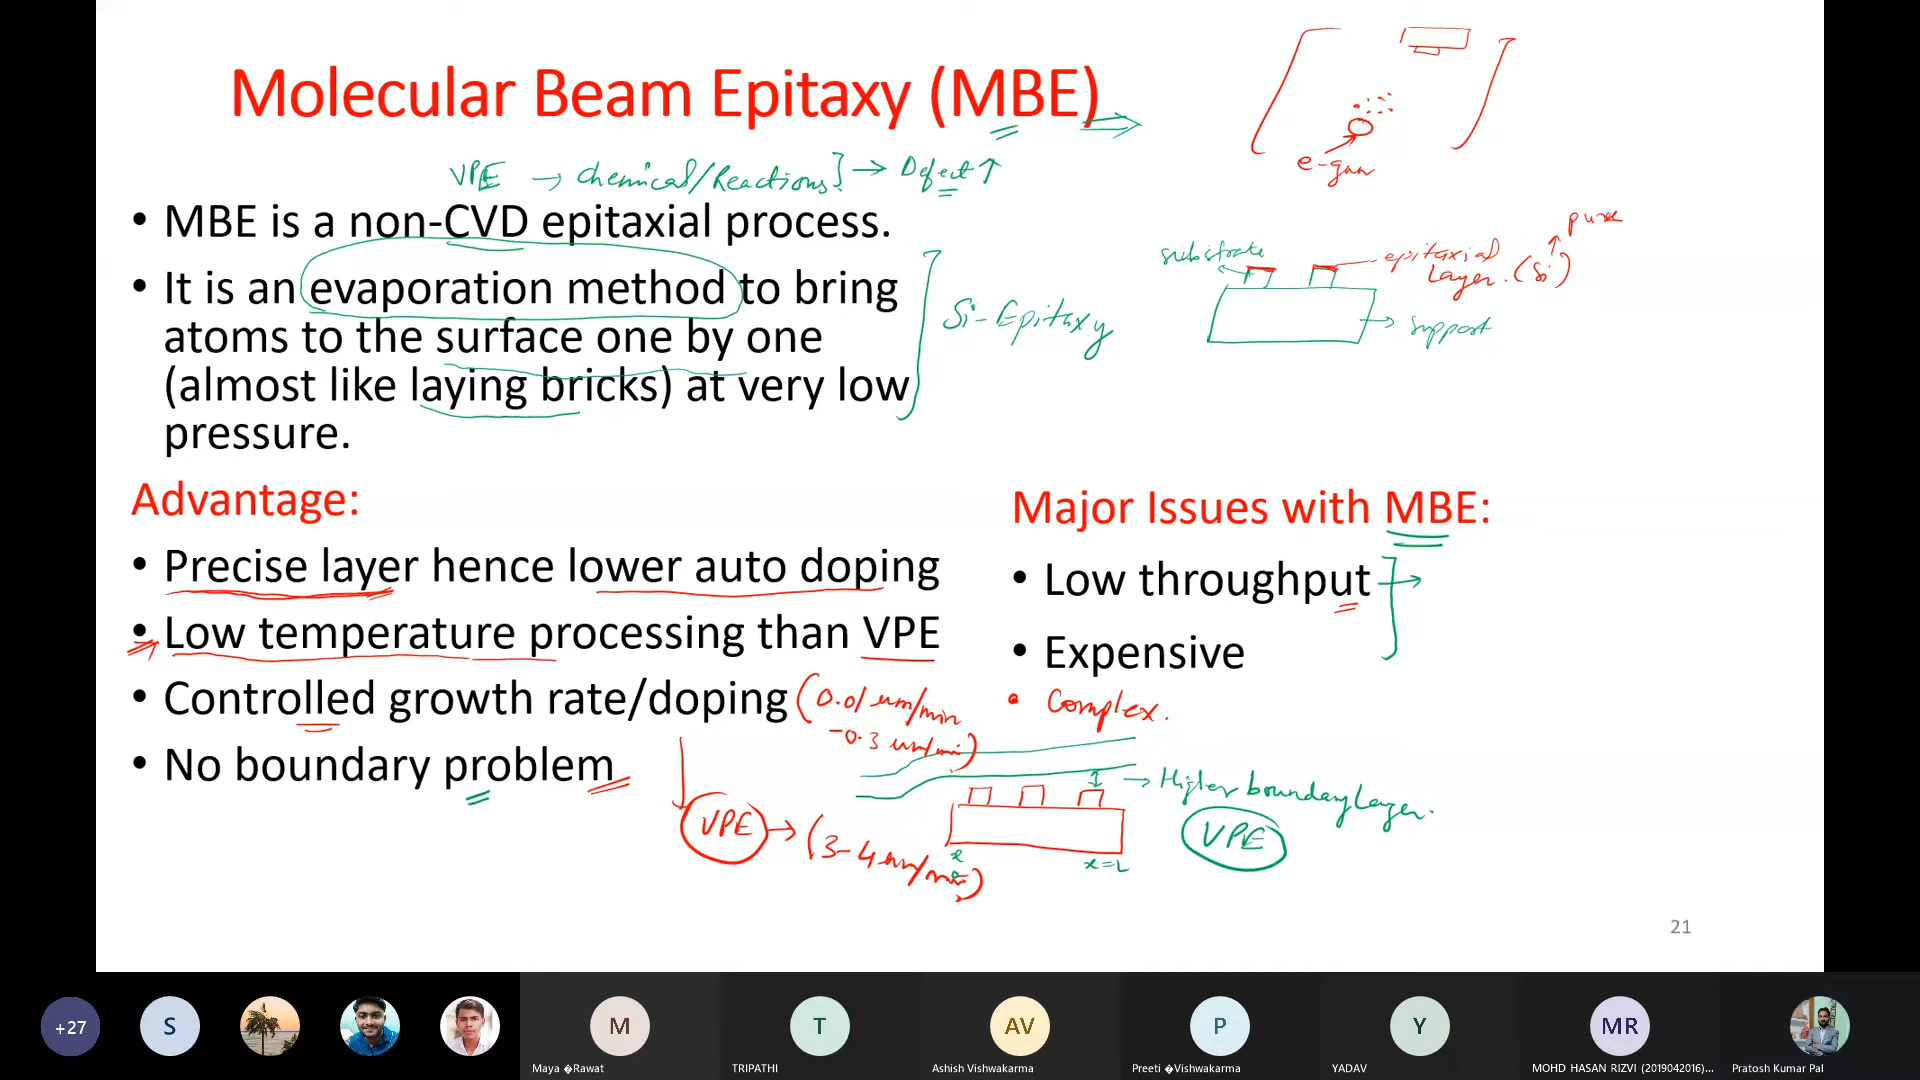 Molecular Beam Epitaxy (MBE)
e-gun
VPE → chemical/Reactions] → Defect ↑
• MBE is a non-CVD epitaxial process.
• It is an evaporation method to bring
atoms to the surface one by one
(almost like laying bricks) at very low
pressure.
Si-Epitaxy
pure
substrate
epitaxial
Layer. (Si)
support
Advantage:
• Precise layer hence lower auto doping
• Low temperature processing than VPE
• Controlled growth rate/doping (0.01 um/min
-0.3 um/min)
• No boundary problem
VPE → (3-4 um/min)
Major Issues with MBE:
• Low throughput
• Expensive
• Complex.
→ Higher boundary Layer.
VPE
x=L
21
+27
S
M
T
AV
P
Y
MR
Maya �Rawat
TRIPATHI
Ashish Vishwakarma
Preeti �Vishwakarma
YADAV
MOHD HASAN RIZVI (2019042016)...
Pratosh Kumar Pal